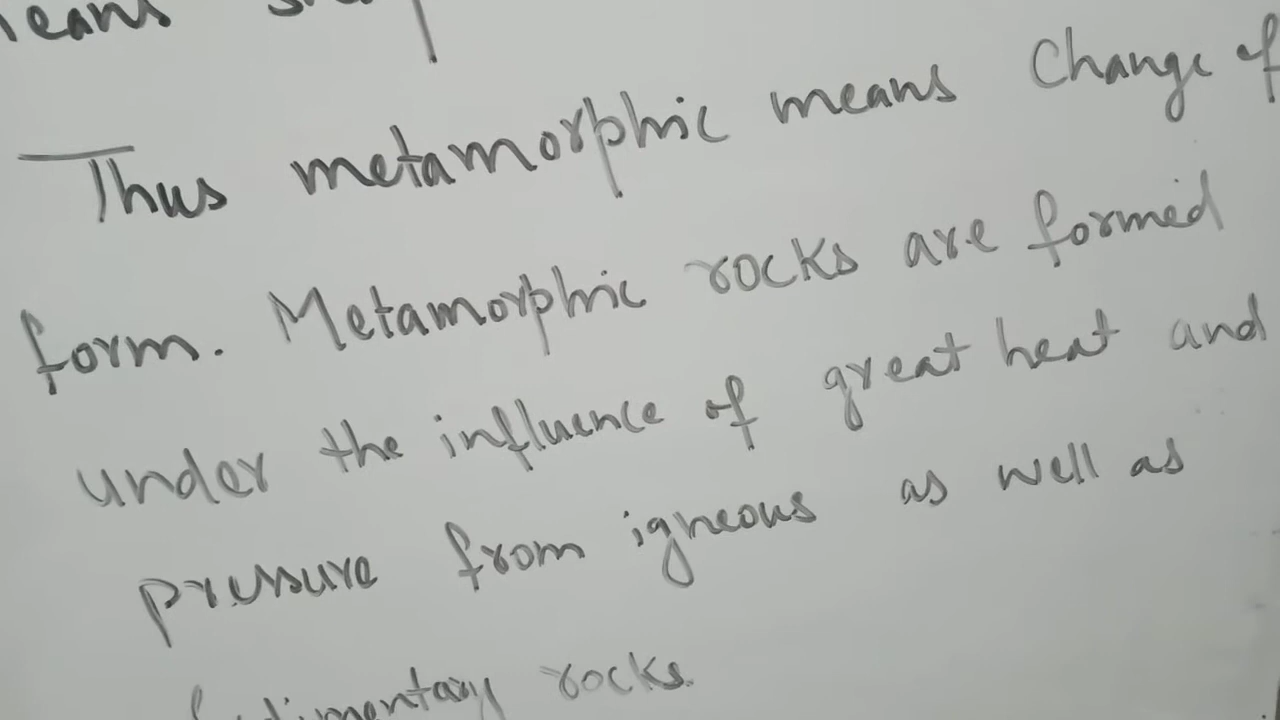 means
Thus metamorphic means Change of
form. Metamorphic rocks are formed
under the influence of great heat and
pressure from igneous as well as
Sedimentary rocks.